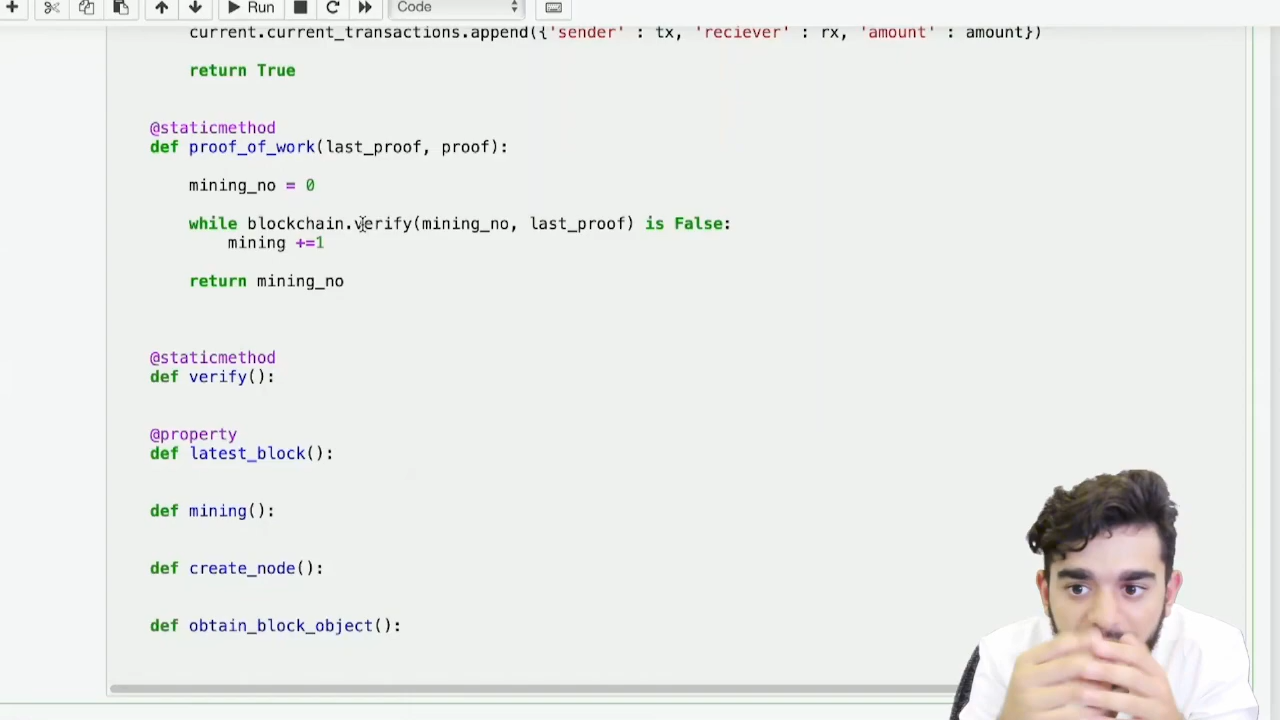 Run Code
current.current_transactions.append({'sender' : tx, 'reciever' : rx, 'amount' : amount})
return True
@staticmethod
def proof_of_work(last_proof, proof):
mining_no = 0
while blockchain.verify(mining_no, last_proof) is False:
mining +=1
return mining_no
@staticmethod
def verify():
@property
def latest_block():
def mining():
def create_node():
def obtain_block_object():